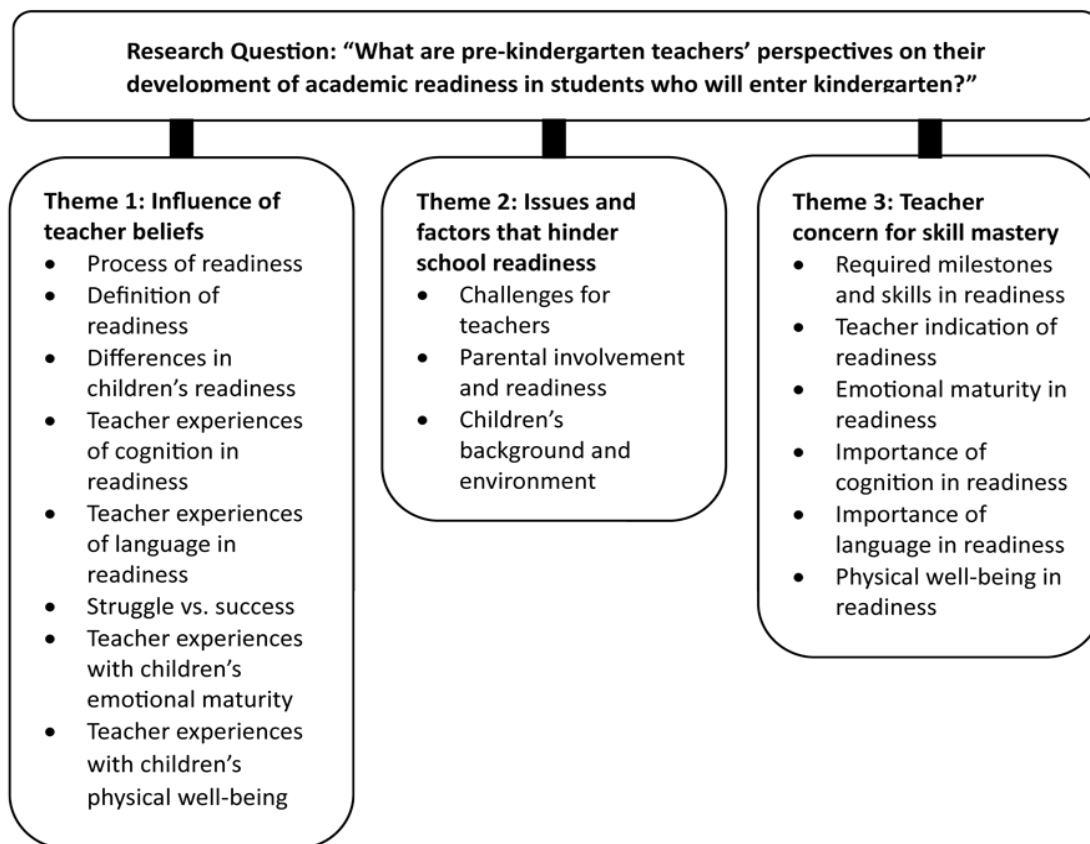 Research Question: “What are pre-kindergarten teachers’ perspectives on their
development of academic readiness in students who will enter kindergarten?”
Theme 1: Influence of
teacher beliefs
• Process of readiness
• Definition of
readiness
• Differences in
children’s readiness
• Teacher experiences
of cognition in
readiness
• Teacher experiences
of language in
readiness
• Struggle vs. success
• Teacher experiences
with children’s
emotional maturity
• Teacher experiences
with children’s
physical well-being
Theme 2: Issues and
factors that hinder
school readiness
• Challenges for
teachers
• Parental involvement
and readiness
• Children’s
background and
environment
Theme 3: Teacher
concern for skill mastery
• Required milestones
and skills in readiness
• Teacher indication of
readiness
• Emotional maturity in
readiness
• Importance of
cognition in readiness
• Importance of
language in readiness
• Physical well-being in
readiness